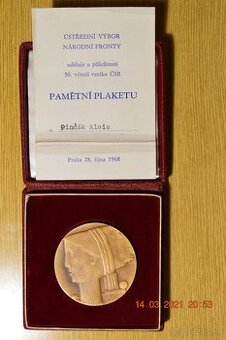 ÚSTŘEDNÍ VÝBOR
NÁRODNÍ FRONTY
uděluje u příležitosti
50. výročí vzniku ČSR
PAMĚTNÍ PLAKETU
Alois
Praha 28. října 1968
14 03 2021 20:53